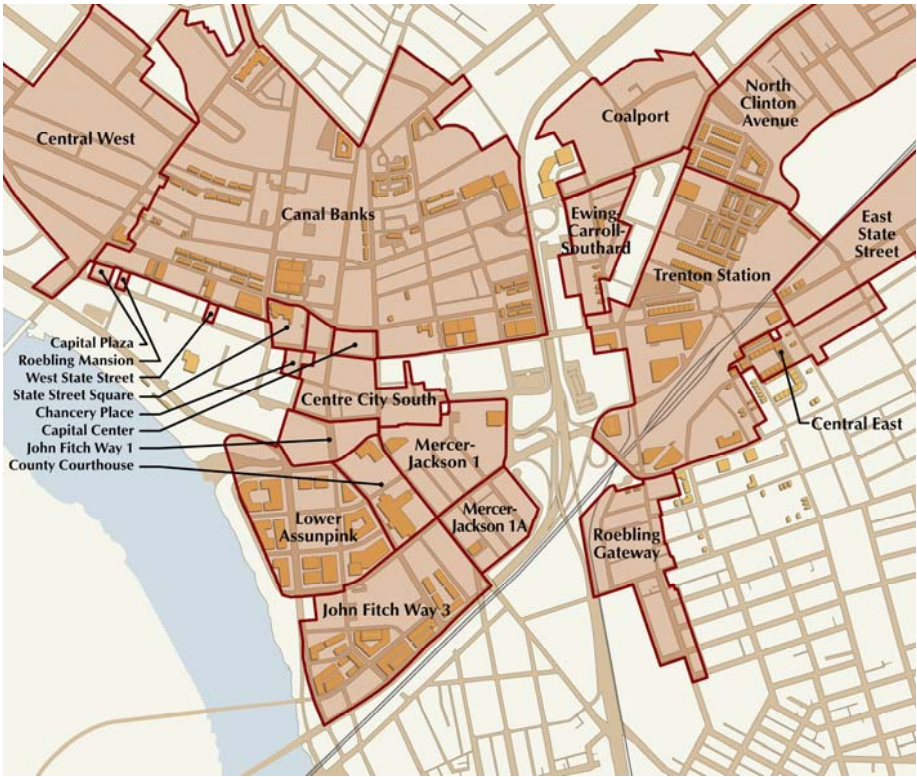 Central West
Canal Banks
Coalport
North
Clinton
Avenue
Ewing-
Carroll-
Southard
Trenton Station
East
State
Street
Capital Plaza
Roebling Mansion
West State Street
State Street Square
Chancery Place
Capital Center
John Fitch Way 1
County Courthouse
Centre City South
Central East
Mercer-
Jackson 1
Mercer-
Jackson 1A
Lower
Assunpink
Roebling
Gateway
John Fitch Way 3